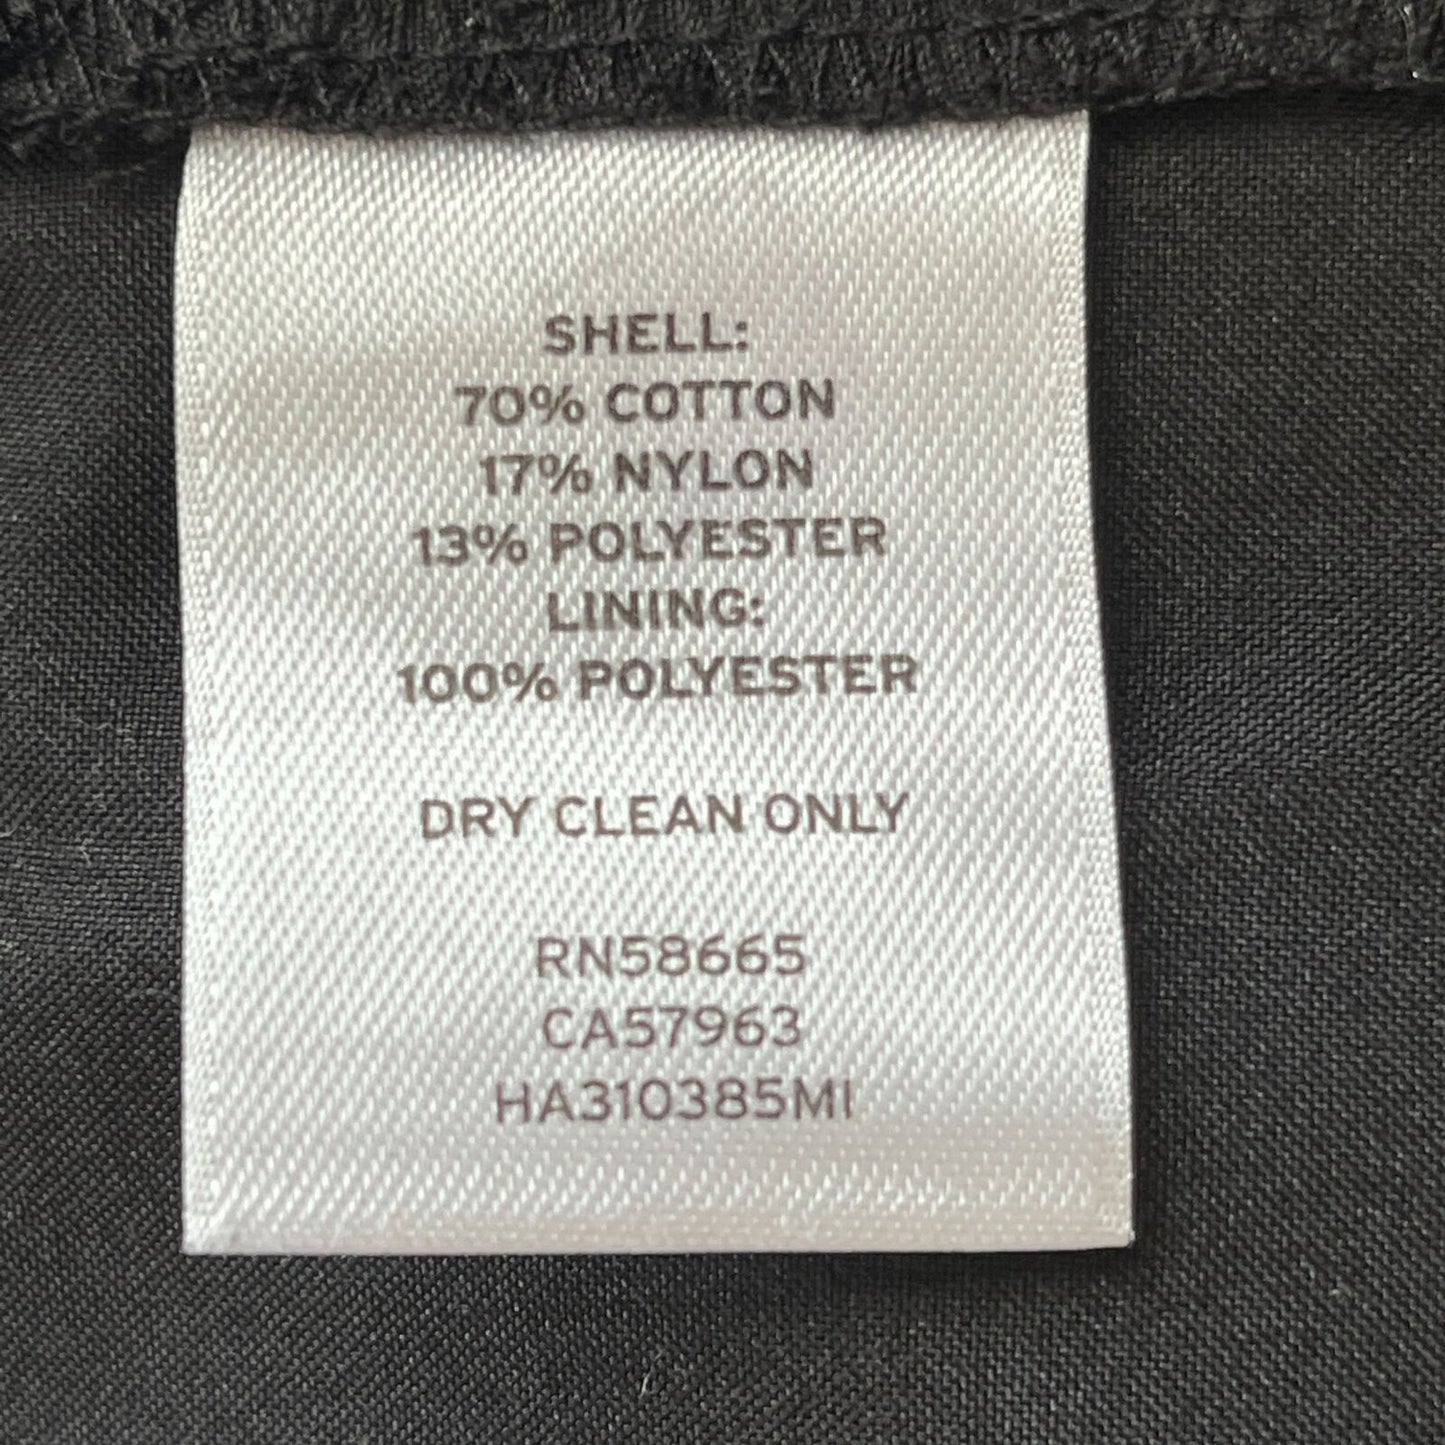 SHELL:
70% COTTON
17% NYLON
13% POLYESTER
LINING:
100% POLYESTER
DRY CLEAN ONLY
RN58665
CA57963
HA310385MI